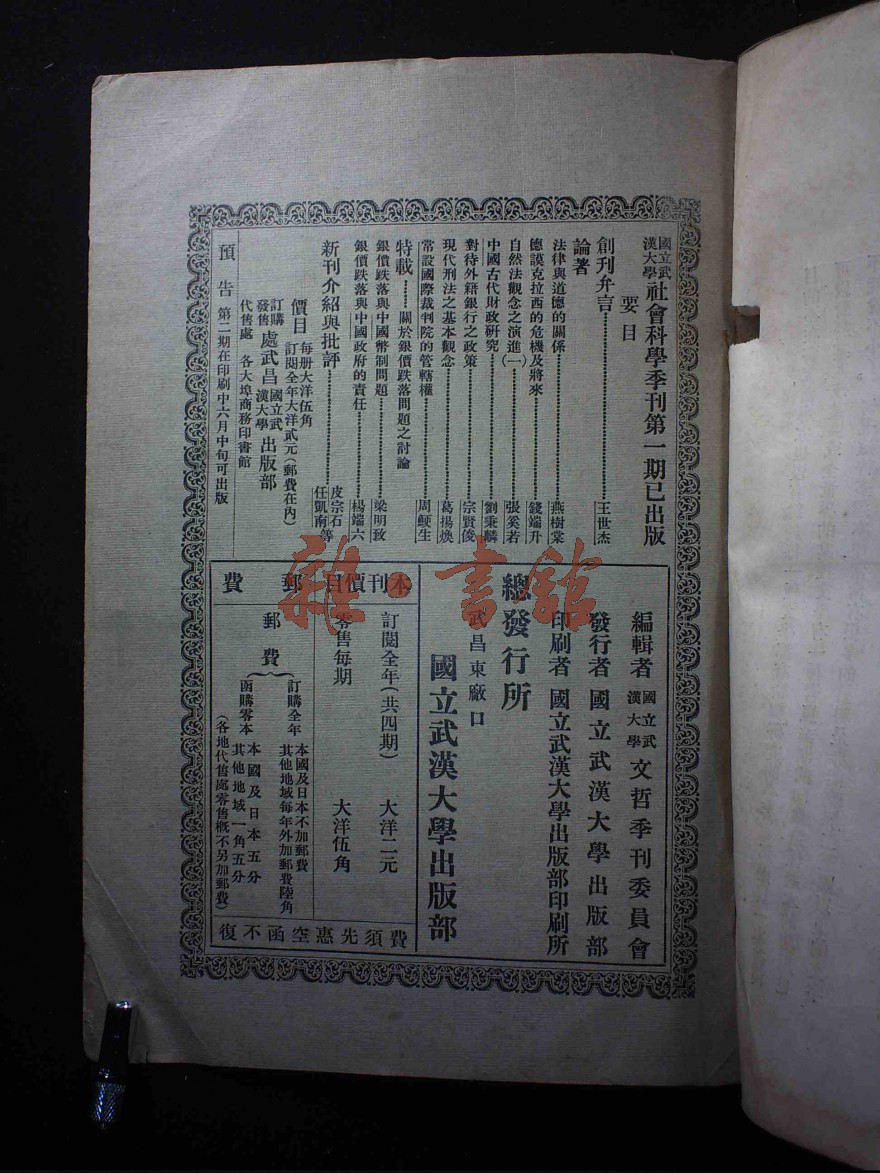 國立武漢大學社會科學季刊第一期已出版
要目
創刊弁言……王世杰
論著
法律與道德的關係……燕樹棠
德謨克拉西的危機及將來……錢端升
自然法觀念之演進(一)……張奚若
中國古代財政研究……劉秉麟
對待外籍銀行之政策……宗賢俊
現代刑法之基本觀念……葛揚煥
常設國際裁判院的管轄權……周鯁生
特載……關於銀價跌落問題之討論
銀價跌落與中國幣制問題……梁明致
銀價跌落與中國政府的責任……楊端六
新刊介紹與批評……皮宗石任凱南等
價目 每册大洋伍角
訂閱全年大洋貳元(郵費在內)
訂購發售處武昌國立武漢大學出版部
代售處 各大埠商務印書館
預告 第二期在印刷中六月中旬可出版
編輯者 國立武漢大學文哲季刊委員會
發行者 國立武漢大學出版部
印刷者 國立武漢大學出版部印刷所
總發行所
武昌東廠口
國立武漢大學出版部
本刊價目 郵費
訂閱全年(共四期) 大洋二元
零售每期 大洋伍角
郵費
訂購全年 本國及日本不加郵費
其他地域每年外加郵費陸角
函購零本 本國及日本五分
其他地域一角五分
(各地代售處零售概不另加郵費)
費須先惠空函不復
雜·書館